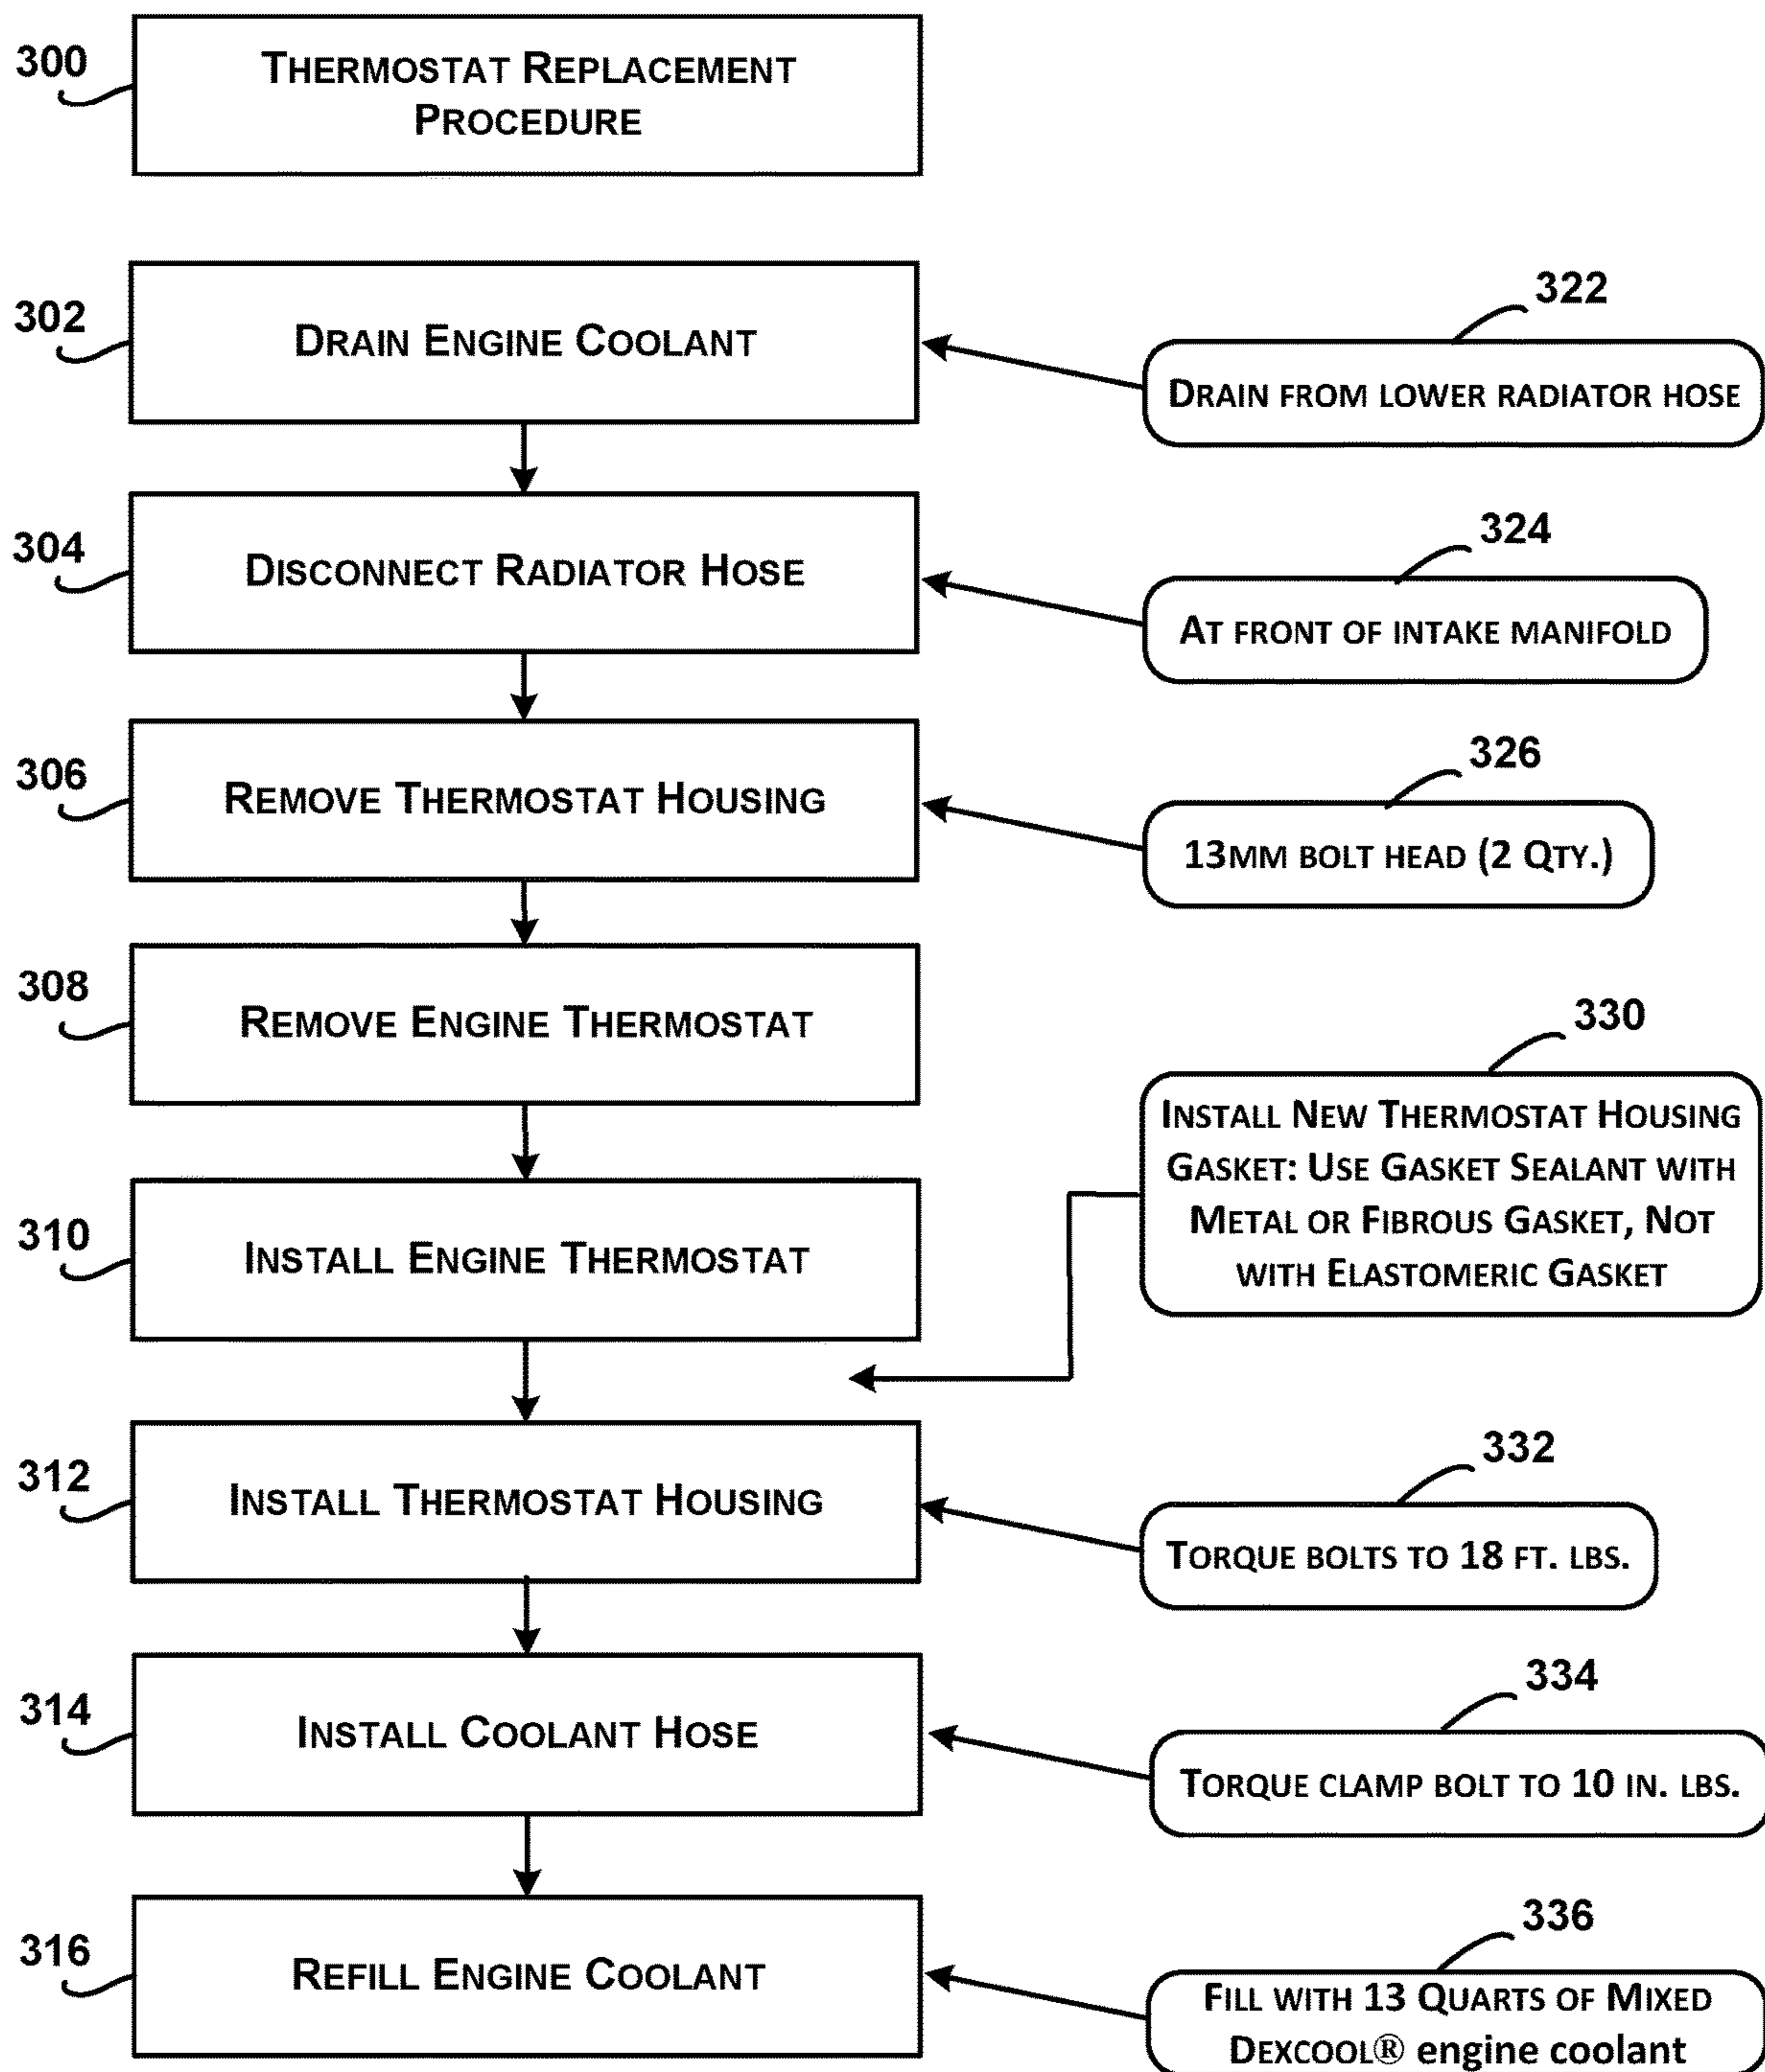 300
THERMOSTAT REPLACEMENT
PROCEDURE
302
DRAIN ENGINE COOLANT
322
DRAIN FROM LOWER RADIATOR HOSE
304
DISCONNECT RADIATOR HOSE
324
AT FRONT OF INTAKE MANIFOLD
306
REMOVE THERMOSTAT HOUSING
326
13MM BOLT HEAD (2 QTY.)
308
REMOVE ENGINE THERMOSTAT
330
INSTALL NEW THERMOSTAT HOUSING
GASKET: USE GASKET SEALANT WITH
METAL OR FIBROUS GASKET, NOT
WITH ELASTOMERIC GASKET
310
INSTALL ENGINE THERMOSTAT
312
INSTALL THERMOSTAT HOUSING
332
TORQUE BOLTS TO 18 FT. LBS.
314
INSTALL COOLANT HOSE
334
TORQUE CLAMP BOLT TO 10 IN. LBS.
316
REFILL ENGINE COOLANT
336
FILL WITH 13 QUARTS OF MIXED
DEXCOOL® engine coolant